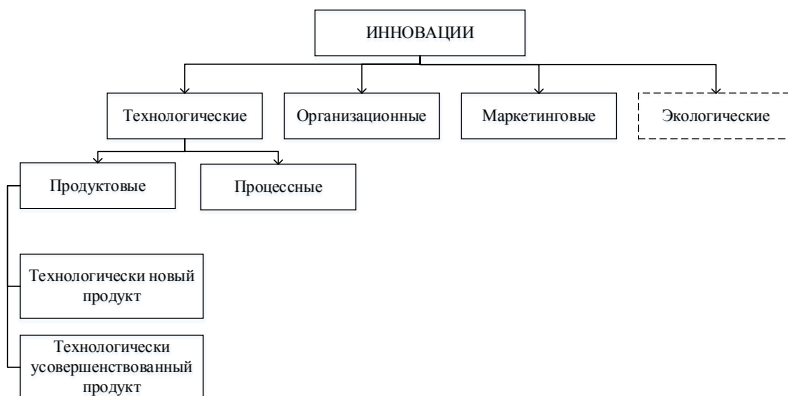 ИННОВАЦИИ
Технологические
Организационные
Маркетинговые
Экологические
Продуктовые
Процессные
Технологически новый
продукт
Технологически
усовершенствованный
продукт